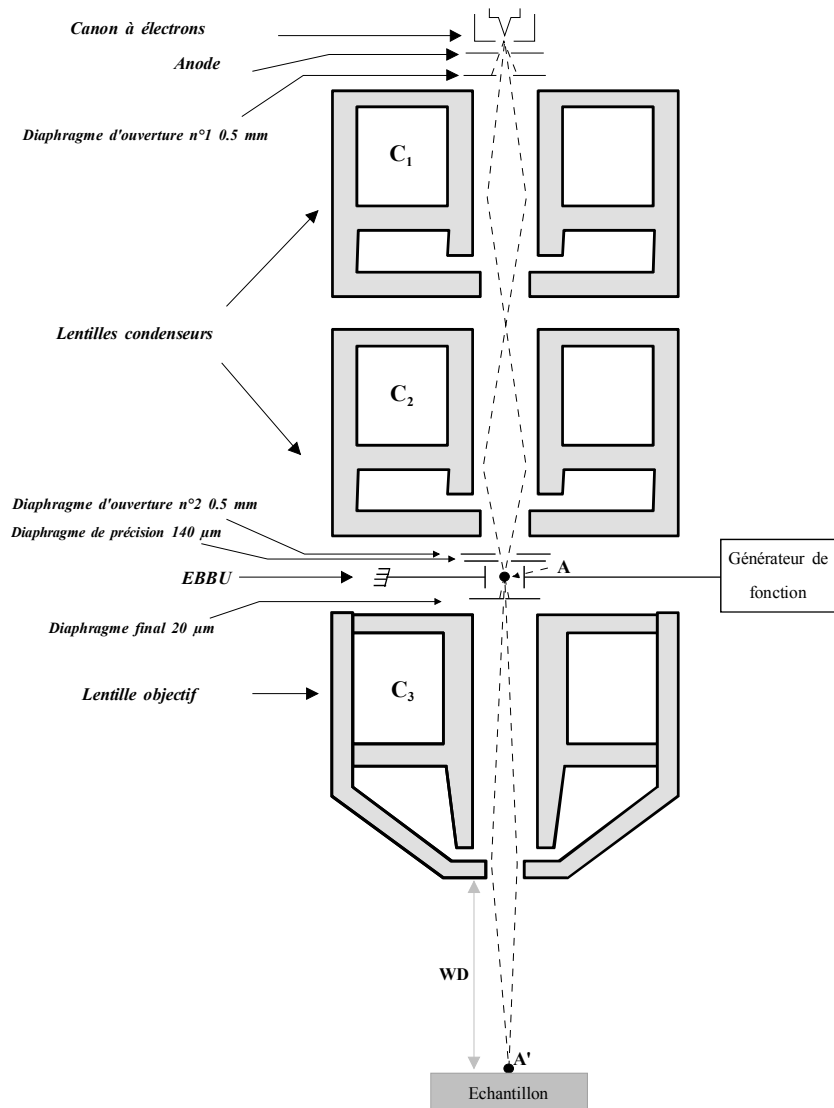 Canon à électrons
Anode
Diaphragme d'ouverture n°1 0.5 mm
C₁
Lentilles condenseurs
C₂
Diaphragme d'ouverture n°2 0.5 mm
Diaphragme de précision 140 µm
A
EBBU
Générateur de
fonction
Diaphragme final 20 µm
Lentille objectif
C₃
WD
A'
Echantillon